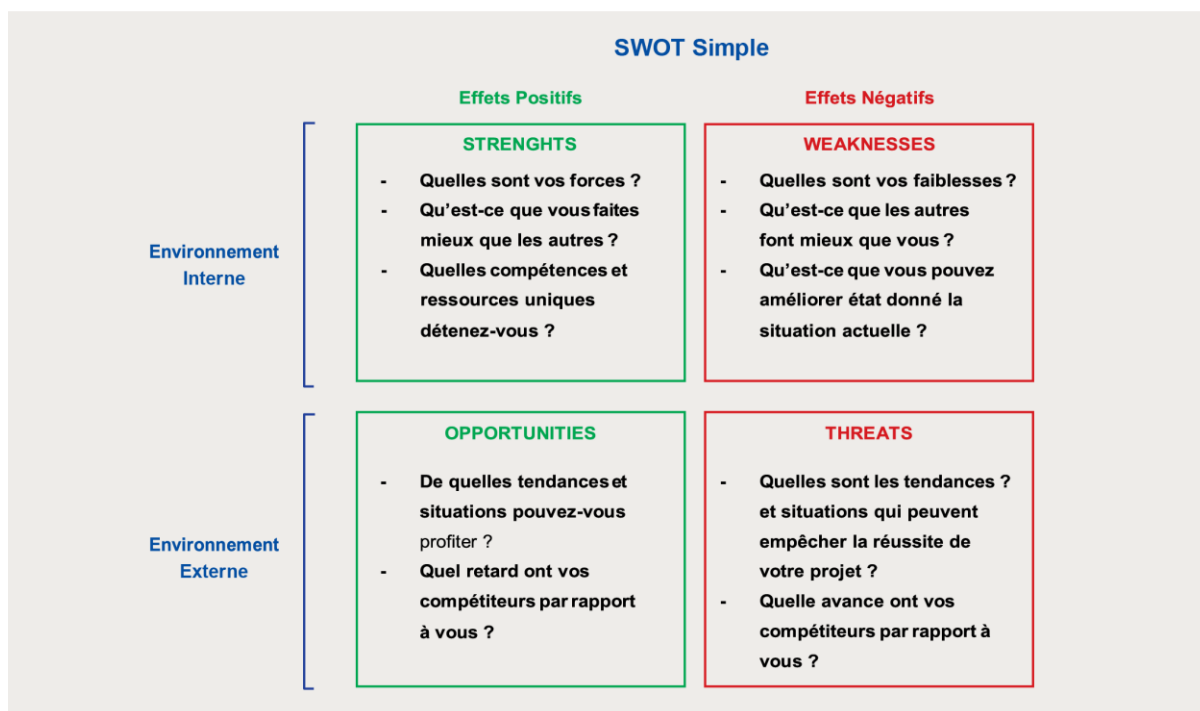 SWOT Simple
Effets Positifs
Effets Négatifs
Environnement
Interne
STRENGHTS
- Quelles sont vos forces ?
- Qu’est-ce que vous faites
mieux que les autres ?
- Quelles compétences et
ressources uniques
détenez-vous ?
WEAKNESSES
- Quelles sont vos faiblesses ?
- Qu’est-ce que les autres
font mieux que vous ?
- Qu’est-ce que vous pouvez
améliorer état donné la
situation actuelle ?
Environnement
Externe
OPPORTUNITIES
- De quelles tendances et
situations pouvez-vous
profiter ?
- Quel retard ont vos
compétiteurs par rapport
à vous ?
THREATS
- Quelles sont les tendances ?
et situations qui peuvent
empêcher la réussite de
votre projet ?
- Quelle avance ont vos
compétiteurs par rapport à
vous ?